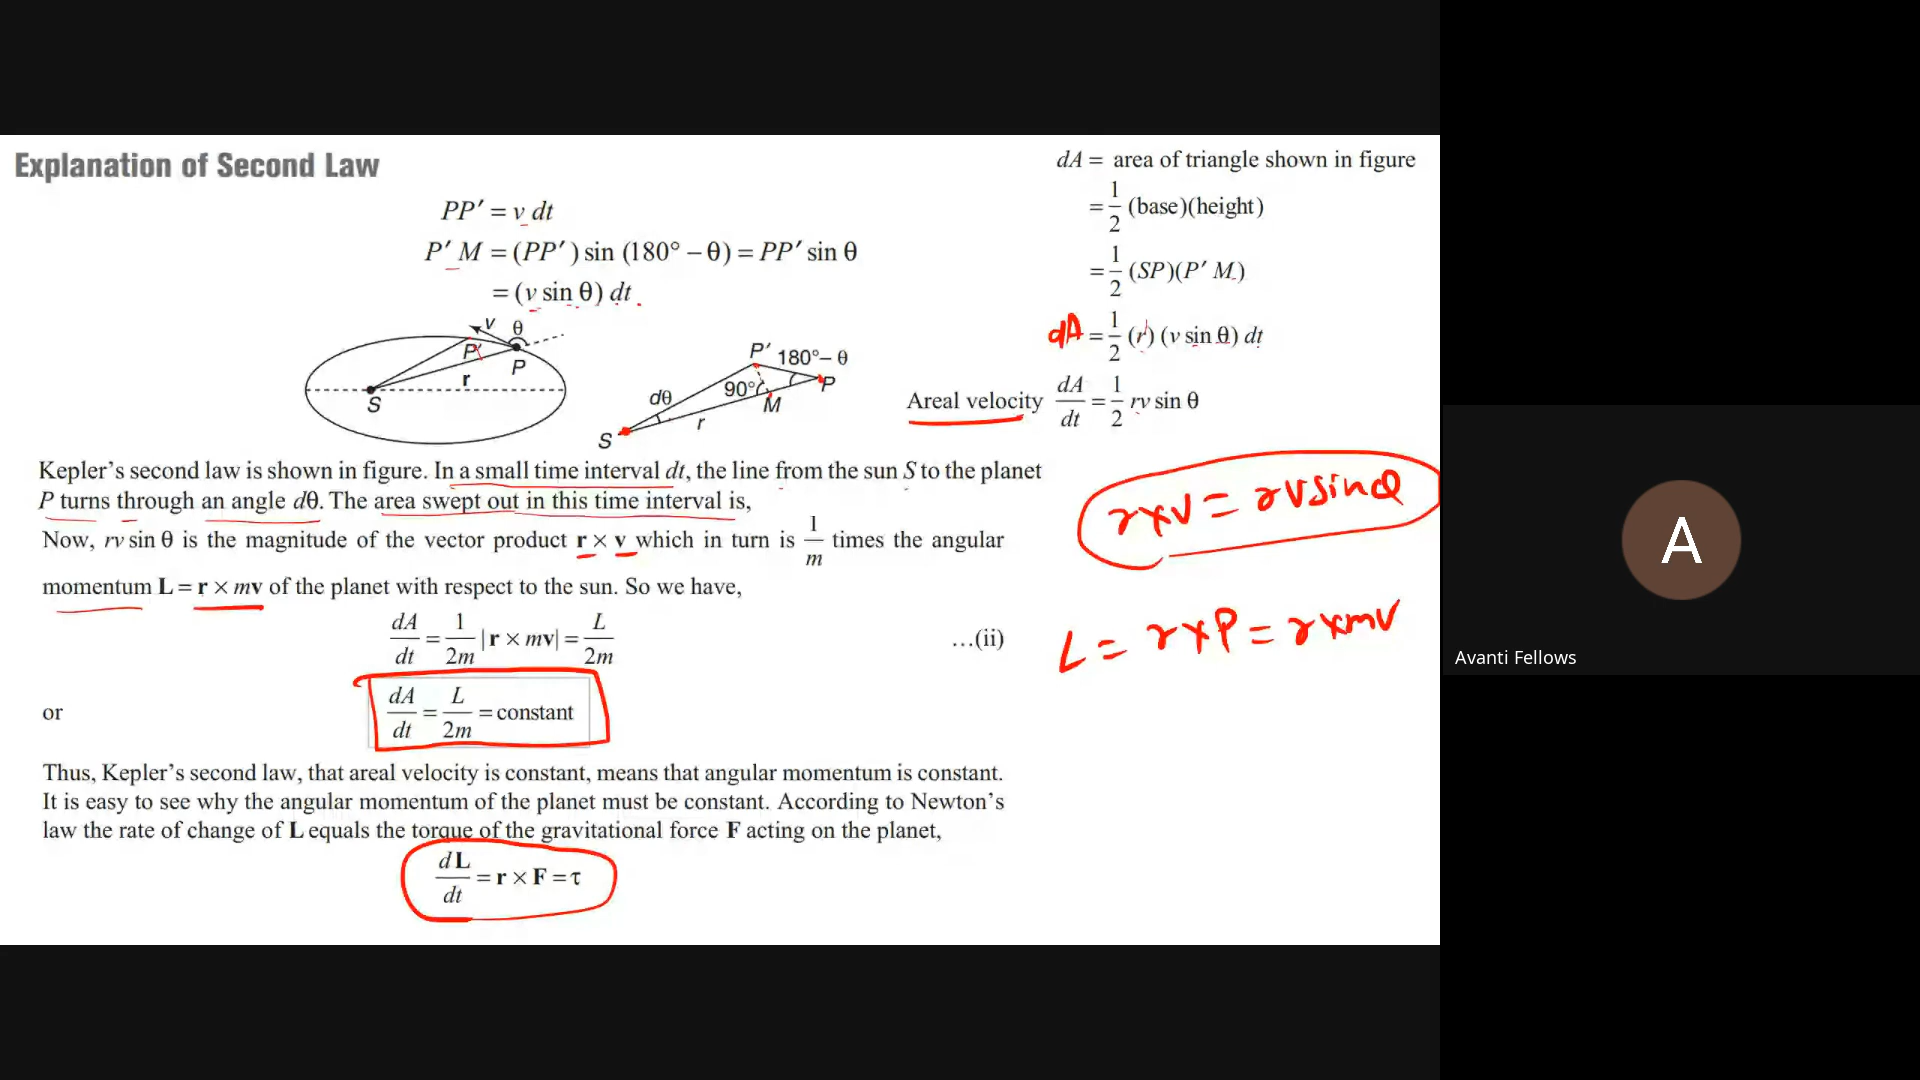 Explanation of Second Law
PP′ = v dt
P′ M = (PP′) sin (180° – θ) = PP′ sin θ
= (v sin θ) dt
v θ
P′
P
r
S
P′ 180°– θ
dθ 90° P
M
r
S
dA = area of triangle shown in figure
= 1/2 (base)(height)
= 1/2 (SP)(P′ M)
dA = 1/2 (r) (v sin θ) dt
Areal velocity dA/dt = 1/2 rv sin θ
Kepler's second law is shown in figure. In a small time interval dt, the line from the sun S to the planet
P turns through an angle dθ. The area swept out in this time interval is,
Now, rv sin θ is the magnitude of the vector product r × v which in turn is 1/m times the angular
momentum L = r × mv of the planet with respect to the sun. So we have,
dA/dt = 1/2m |r × mv| = L/2m …(ii)
or dA/dt = L/2m = constant
Thus, Kepler's second law, that areal velocity is constant, means that angular momentum is constant.
It is easy to see why the angular momentum of the planet must be constant. According to Newton's
law the rate of change of L equals the torque of the gravitational force F acting on the planet,
dL/dt = r × F = τ
r×v = rvsinθ
L = r×P = r×mv
A
Avanti Fellows